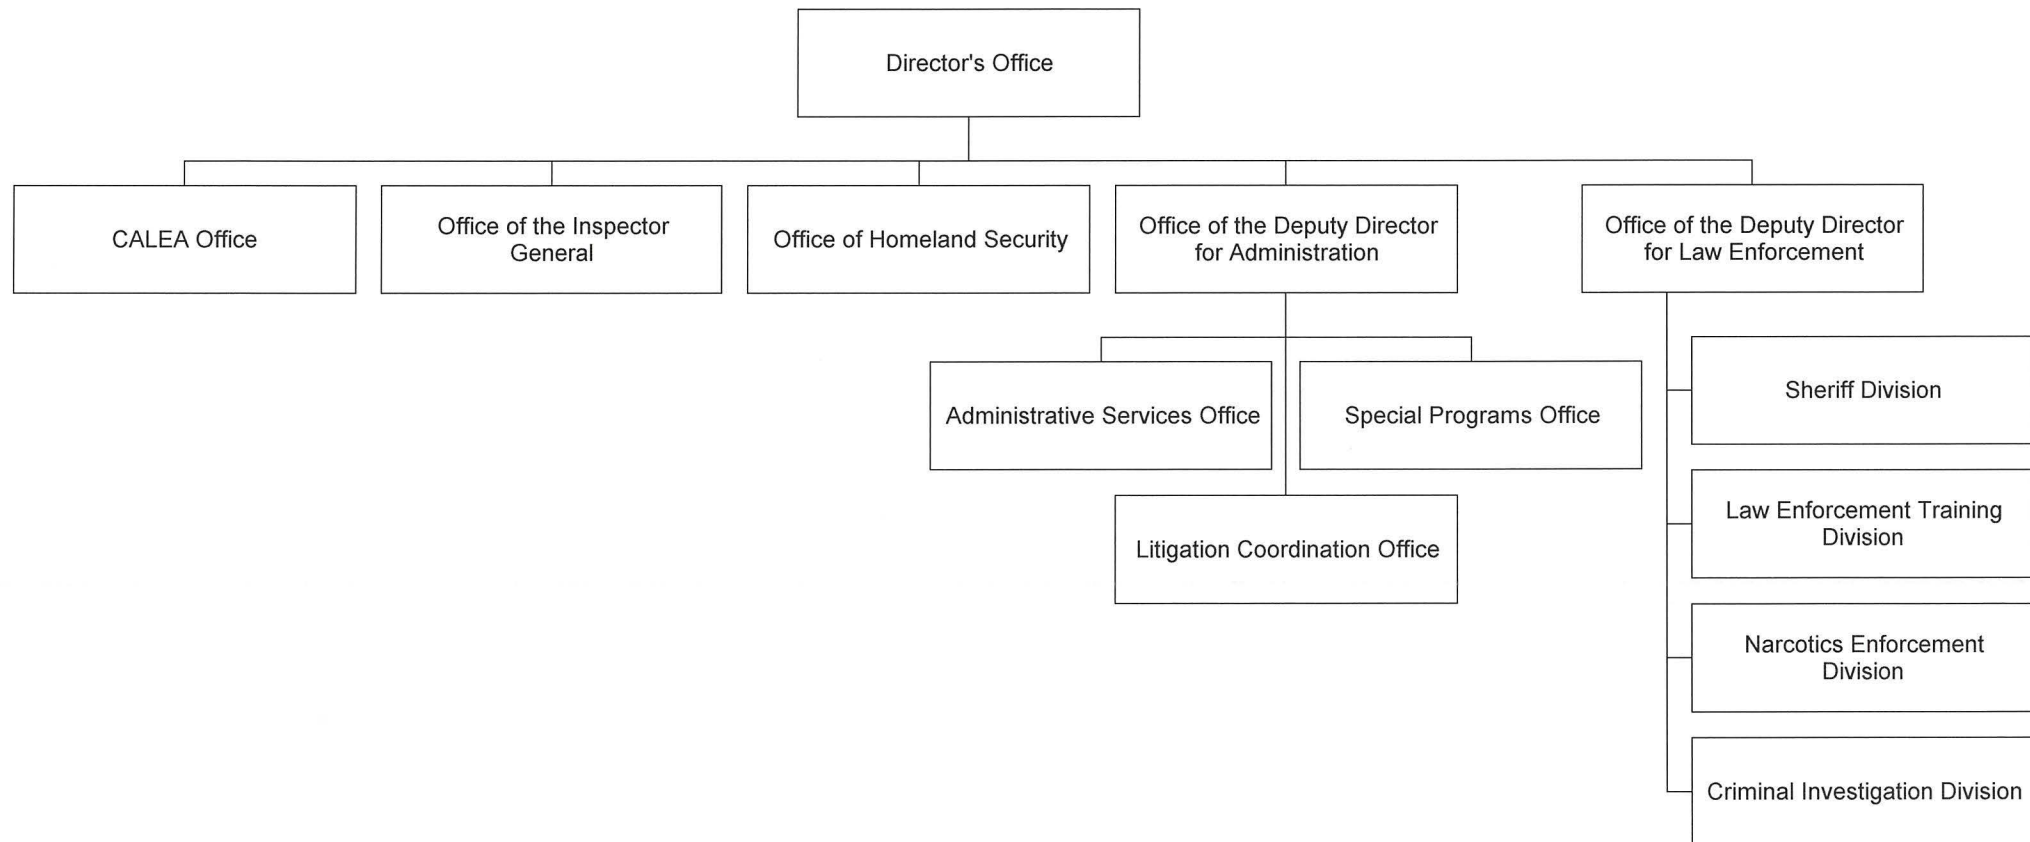 Director's Office
CALEA Office
Office of the Inspector
General
Office of Homeland Security
Office of the Deputy Director
for Administration
Office of the Deputy Director
for Law Enforcement
Administrative Services Office
Special Programs Office
Litigation Coordination Office
Sheriff Division
Law Enforcement Training
Division
Narcotics Enforcement
Division
Criminal Investigation Division